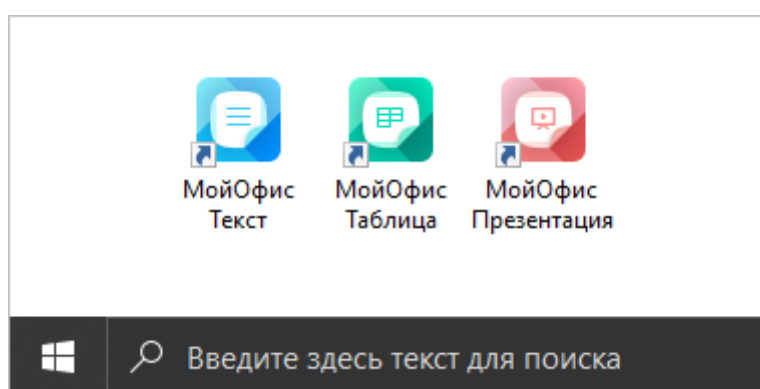 МойОфис Текст
МойОфис Таблица
МойОфис Презентация
Введите здесь текст для поиска